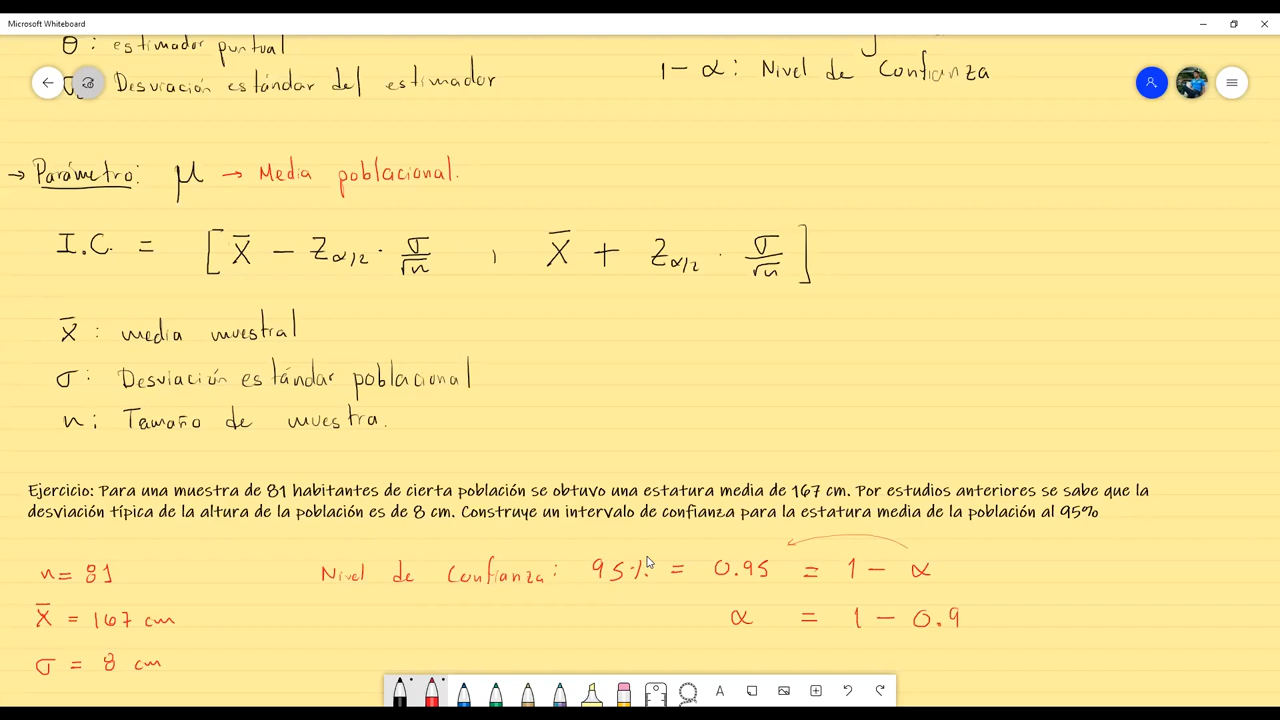 Microsoft Whiteboard
θ: estimador puntual
Desviación estándar del estimador
1 - α: Nivel de Confianza
→ Parámetro: μ → Media poblacional.
I.C. = [X̄ - Zα/2 · σ/√n , X̄ + Zα/2 · σ/√n]
X̄: media muestral
σ: Desviación estándar poblacional
n: Tamaño de muestra.
Ejercicio: Para una muestra de 81 habitantes de cierta población se obtuvo una estatura media de 167 cm. Por estudios anteriores se sabe que la
desviación típica de la altura de la población es de 8 cm. Construye un intervalo de confianza para la estatura media de la población al 95%
n = 81
Nivel de Confianza: 95% = 0.95 = 1 - α
X̄ = 167 cm
α = 1 - 0.9
σ = 8 cm
A